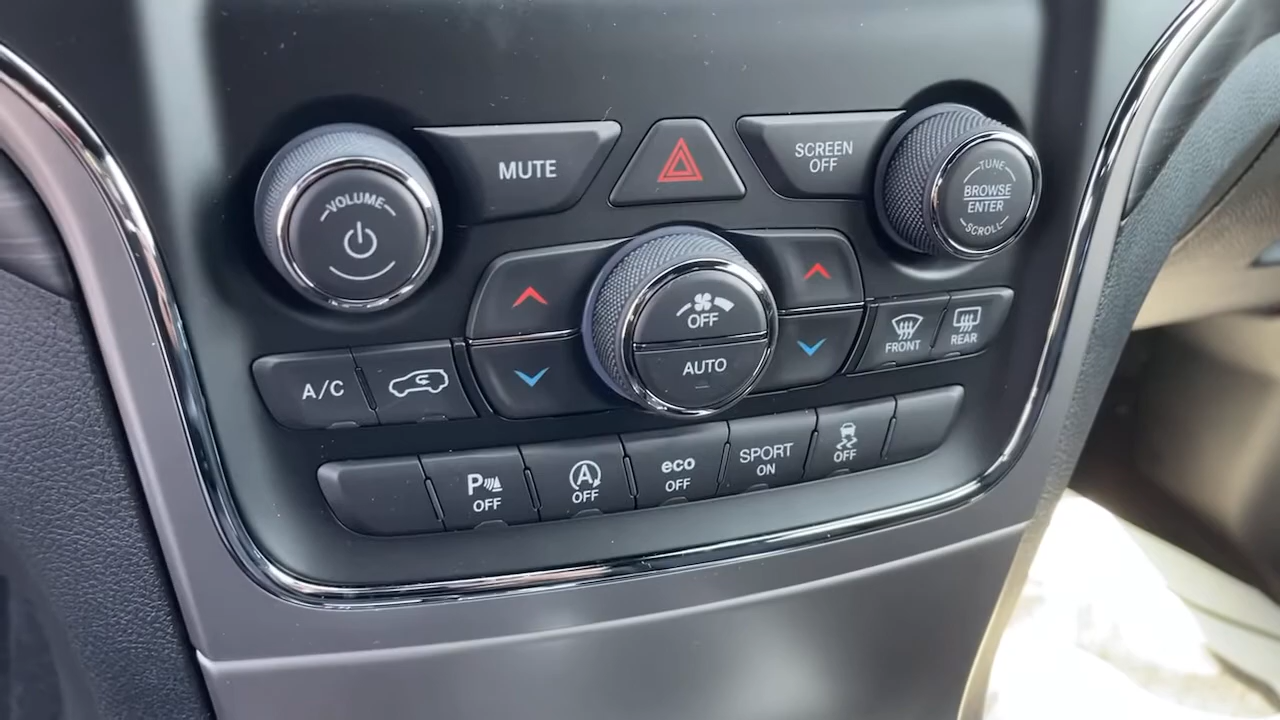 VOLUME
MUTE
SCREEN
OFF
TUNE
BROWSE
ENTER
SCROLL
OFF
AUTO
A/C
FRONT
REAR
P
OFF
A
OFF
eco
OFF
SPORT
ON
OFF